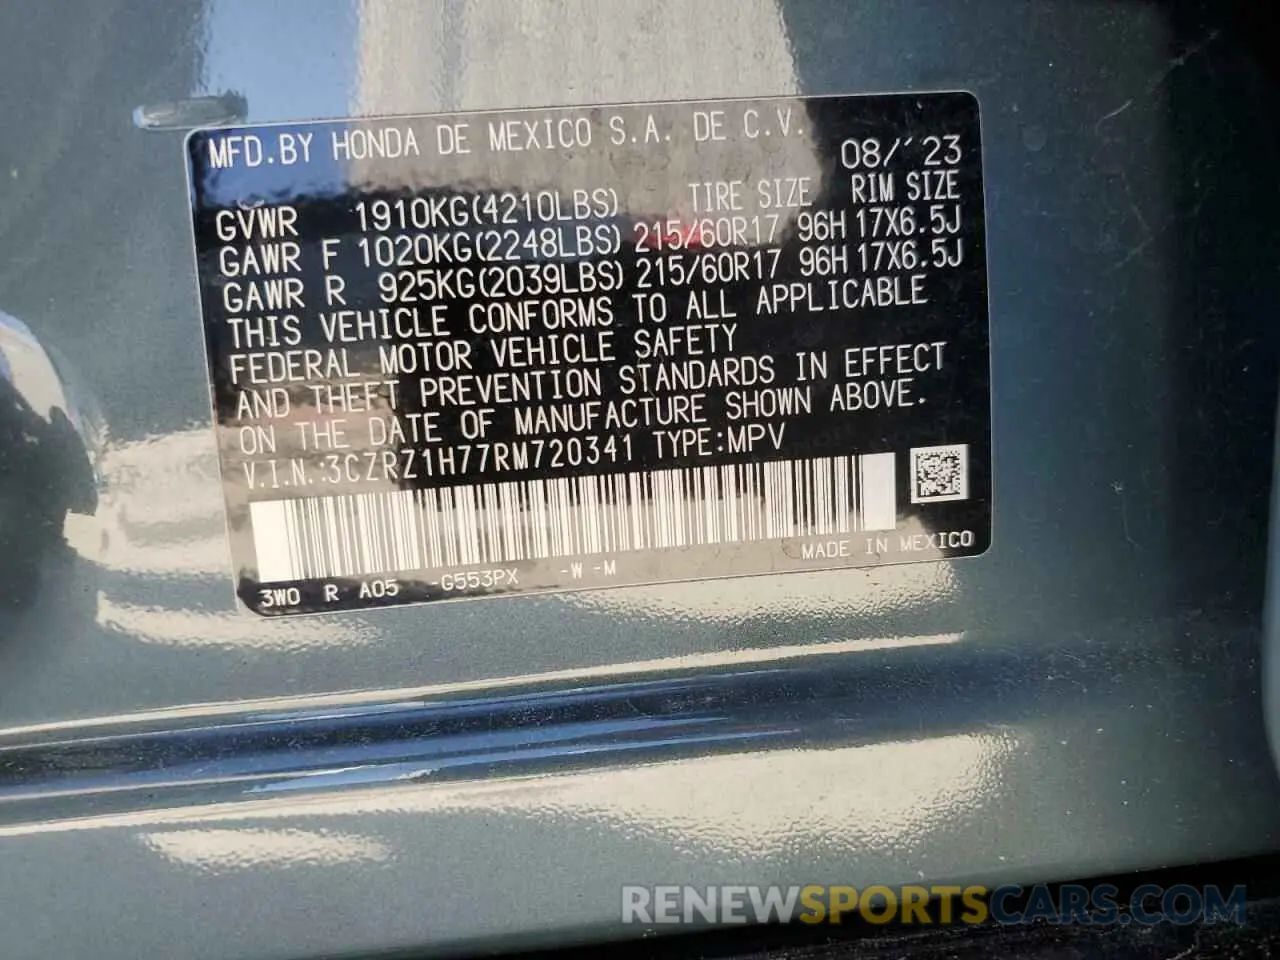 MFD.BY HONDA DE MEXICO S.A. DE C.V.
08/´23
TIRE SIZE RIM SIZE
GVWR 1910KG(4210LBS)
GAWR F 1020KG(2248LBS) 215/60R17 96H 17X6.5J
GAWR R 925KG(2039LBS) 215/60R17 96H 17X6.5J
THIS VEHICLE CONFORMS TO ALL APPLICABLE
FEDERAL MOTOR VEHICLE SAFETY
AND THEFT PREVENTION STANDARDS IN EFFECT
ON THE DATE OF MANUFACTURE SHOWN ABOVE.
V.I.N.:3CZRZ1H77RM720341 TYPE:MPV
MADE IN MEXICO
3W0 R A05 -G553PX -W -M
RENEWSPORTSCARS.COM